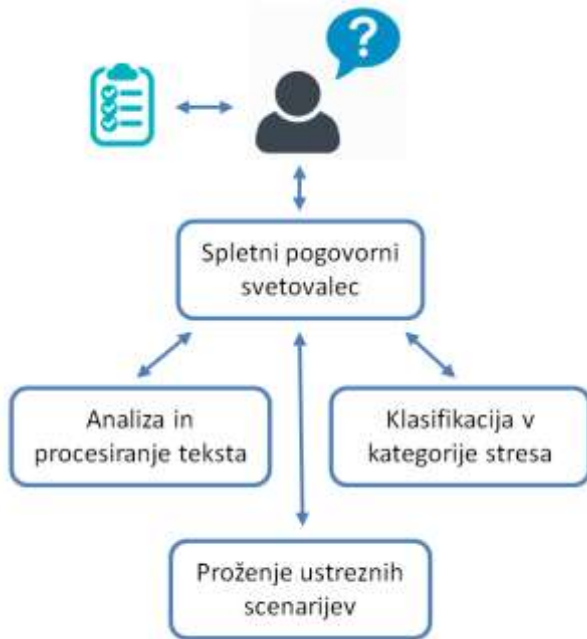 ?
Spletni pogovorni
svetovalec
Analiza in
procesiranje teksta
Klasifikacija v
kategorije stresa
Proženje ustreznih
scenarijev